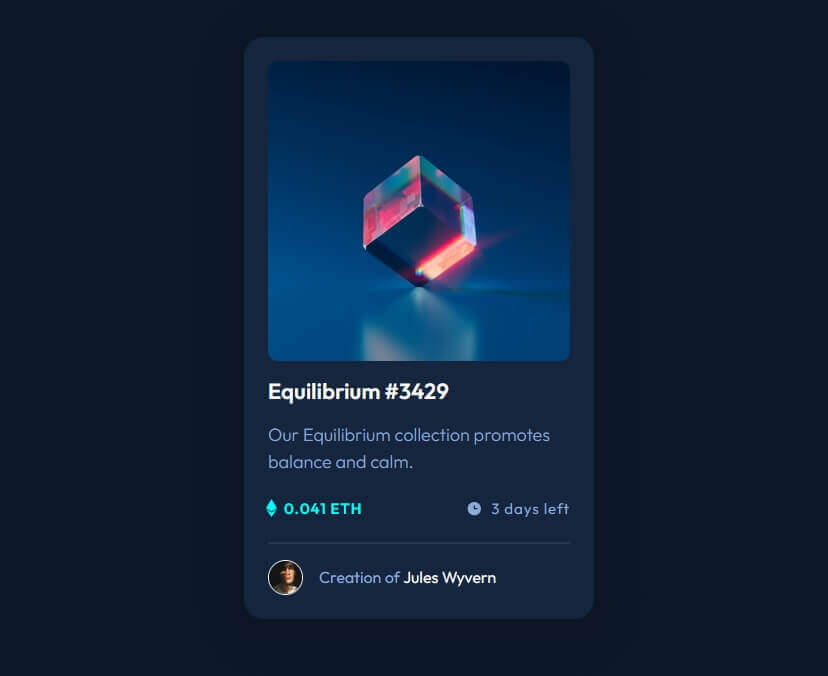 Equilibrium #3429
Our Equilibrium collection promotes
balance and calm.
0.041 ETH
3 days left
Creation of Jules Wyvern